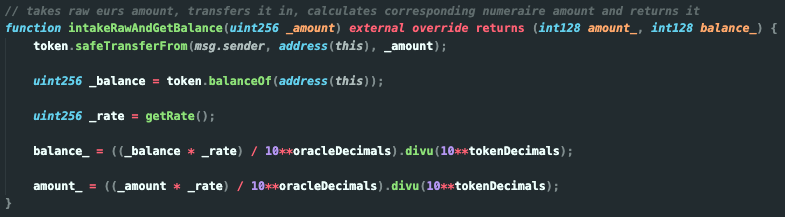 // takes raw eurs amount, transfers it in, calculates corresponding numeraire amount and returns it
function intakeRawAndGetBalance(uint256 _amount) external override returns (int128 amount_, int128 balance_) {
token.safeTransferFrom(msg.sender, address(this), _amount);
uint256 _balance = token.balanceOf(address(this));
uint256 _rate = getRate();
balance_ = ((_balance * _rate) / 10**oracleDecimals).divu(10**tokenDecimals);
amount_ = ((_amount * _rate) / 10**oracleDecimals).divu(10**tokenDecimals);
}